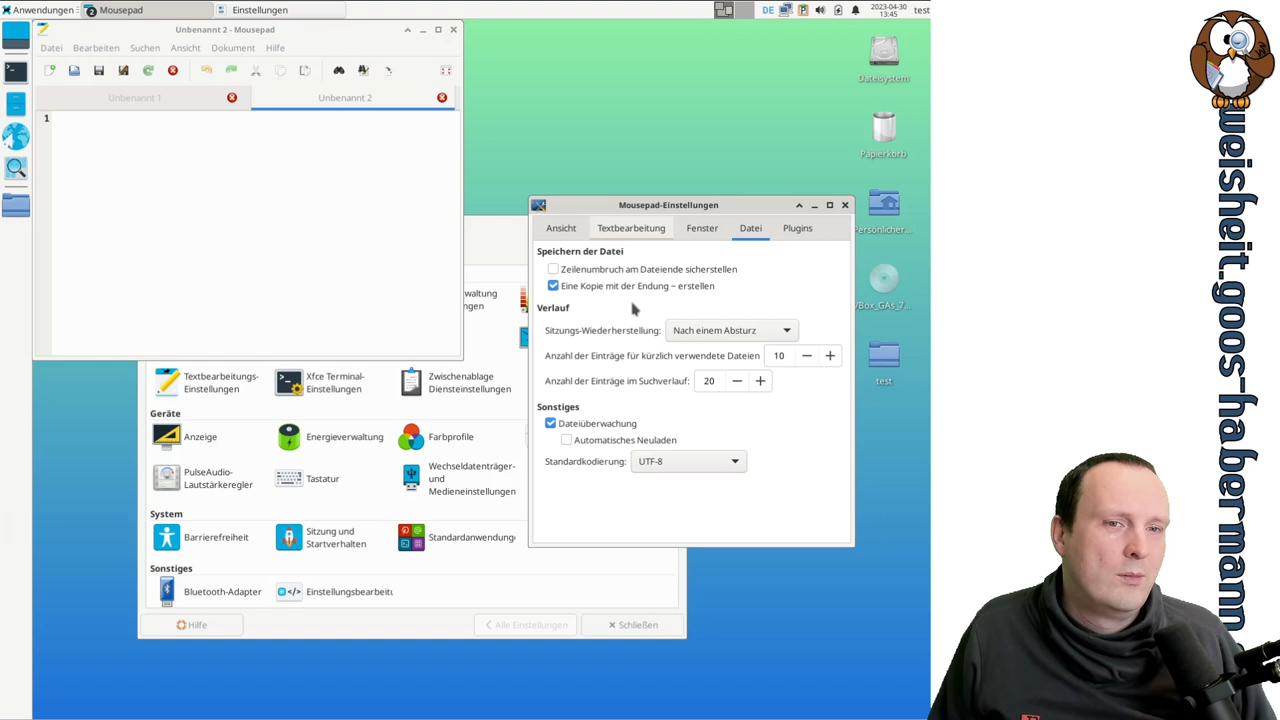 Anwendungen
Mousepad
Einstellungen
DE
2023-04-30
13:45
test
Unbenannt 2 - Mousepad
Datei Bearbeiten Suchen Ansicht Dokument Hilfe
Unbenannt 1
Unbenannt 2
1
Dateisystem
Papierkorb
Persönlicher...
VBox_GAs_7...
test
Mousepad-Einstellungen
Ansicht Textbearbeitung Fenster Datei Plugins
Speichern der Datei
Zeilenumbruch am Dateiende sicherstellen
Eine Kopie mit der Endung ~ erstellen
Verlauf
Sitzungs-Wiederherstellung: Nach einem Absturz
Anzahl der Einträge für kürzlich verwendete Dateien 10
Anzahl der Einträge im Suchverlauf: 20
Sonstiges
Dateiüberwachung
Automatisches Neuladen
Standardkodierung: UTF-8
Textbearbeitungs-
Einstellungen
Xfce Terminal-
Einstellungen
Zwischenablage
Diensteinstellungen
Geräte
Anzeige
Energieverwaltung
Farbprofile
PulseAudio-
Lautstärkeregler
Tastatur
Wechseldatenträger-
und
Medieneinstellungen
System
Barrierefreiheit
Sitzung und
Startverhalten
Standardanwendung
Sonstiges
Bluetooth-Adapter
Einstellungsbearbeitu
Hilfe
Alle Einstellungen
Schließen
weisheit.goos-habermann